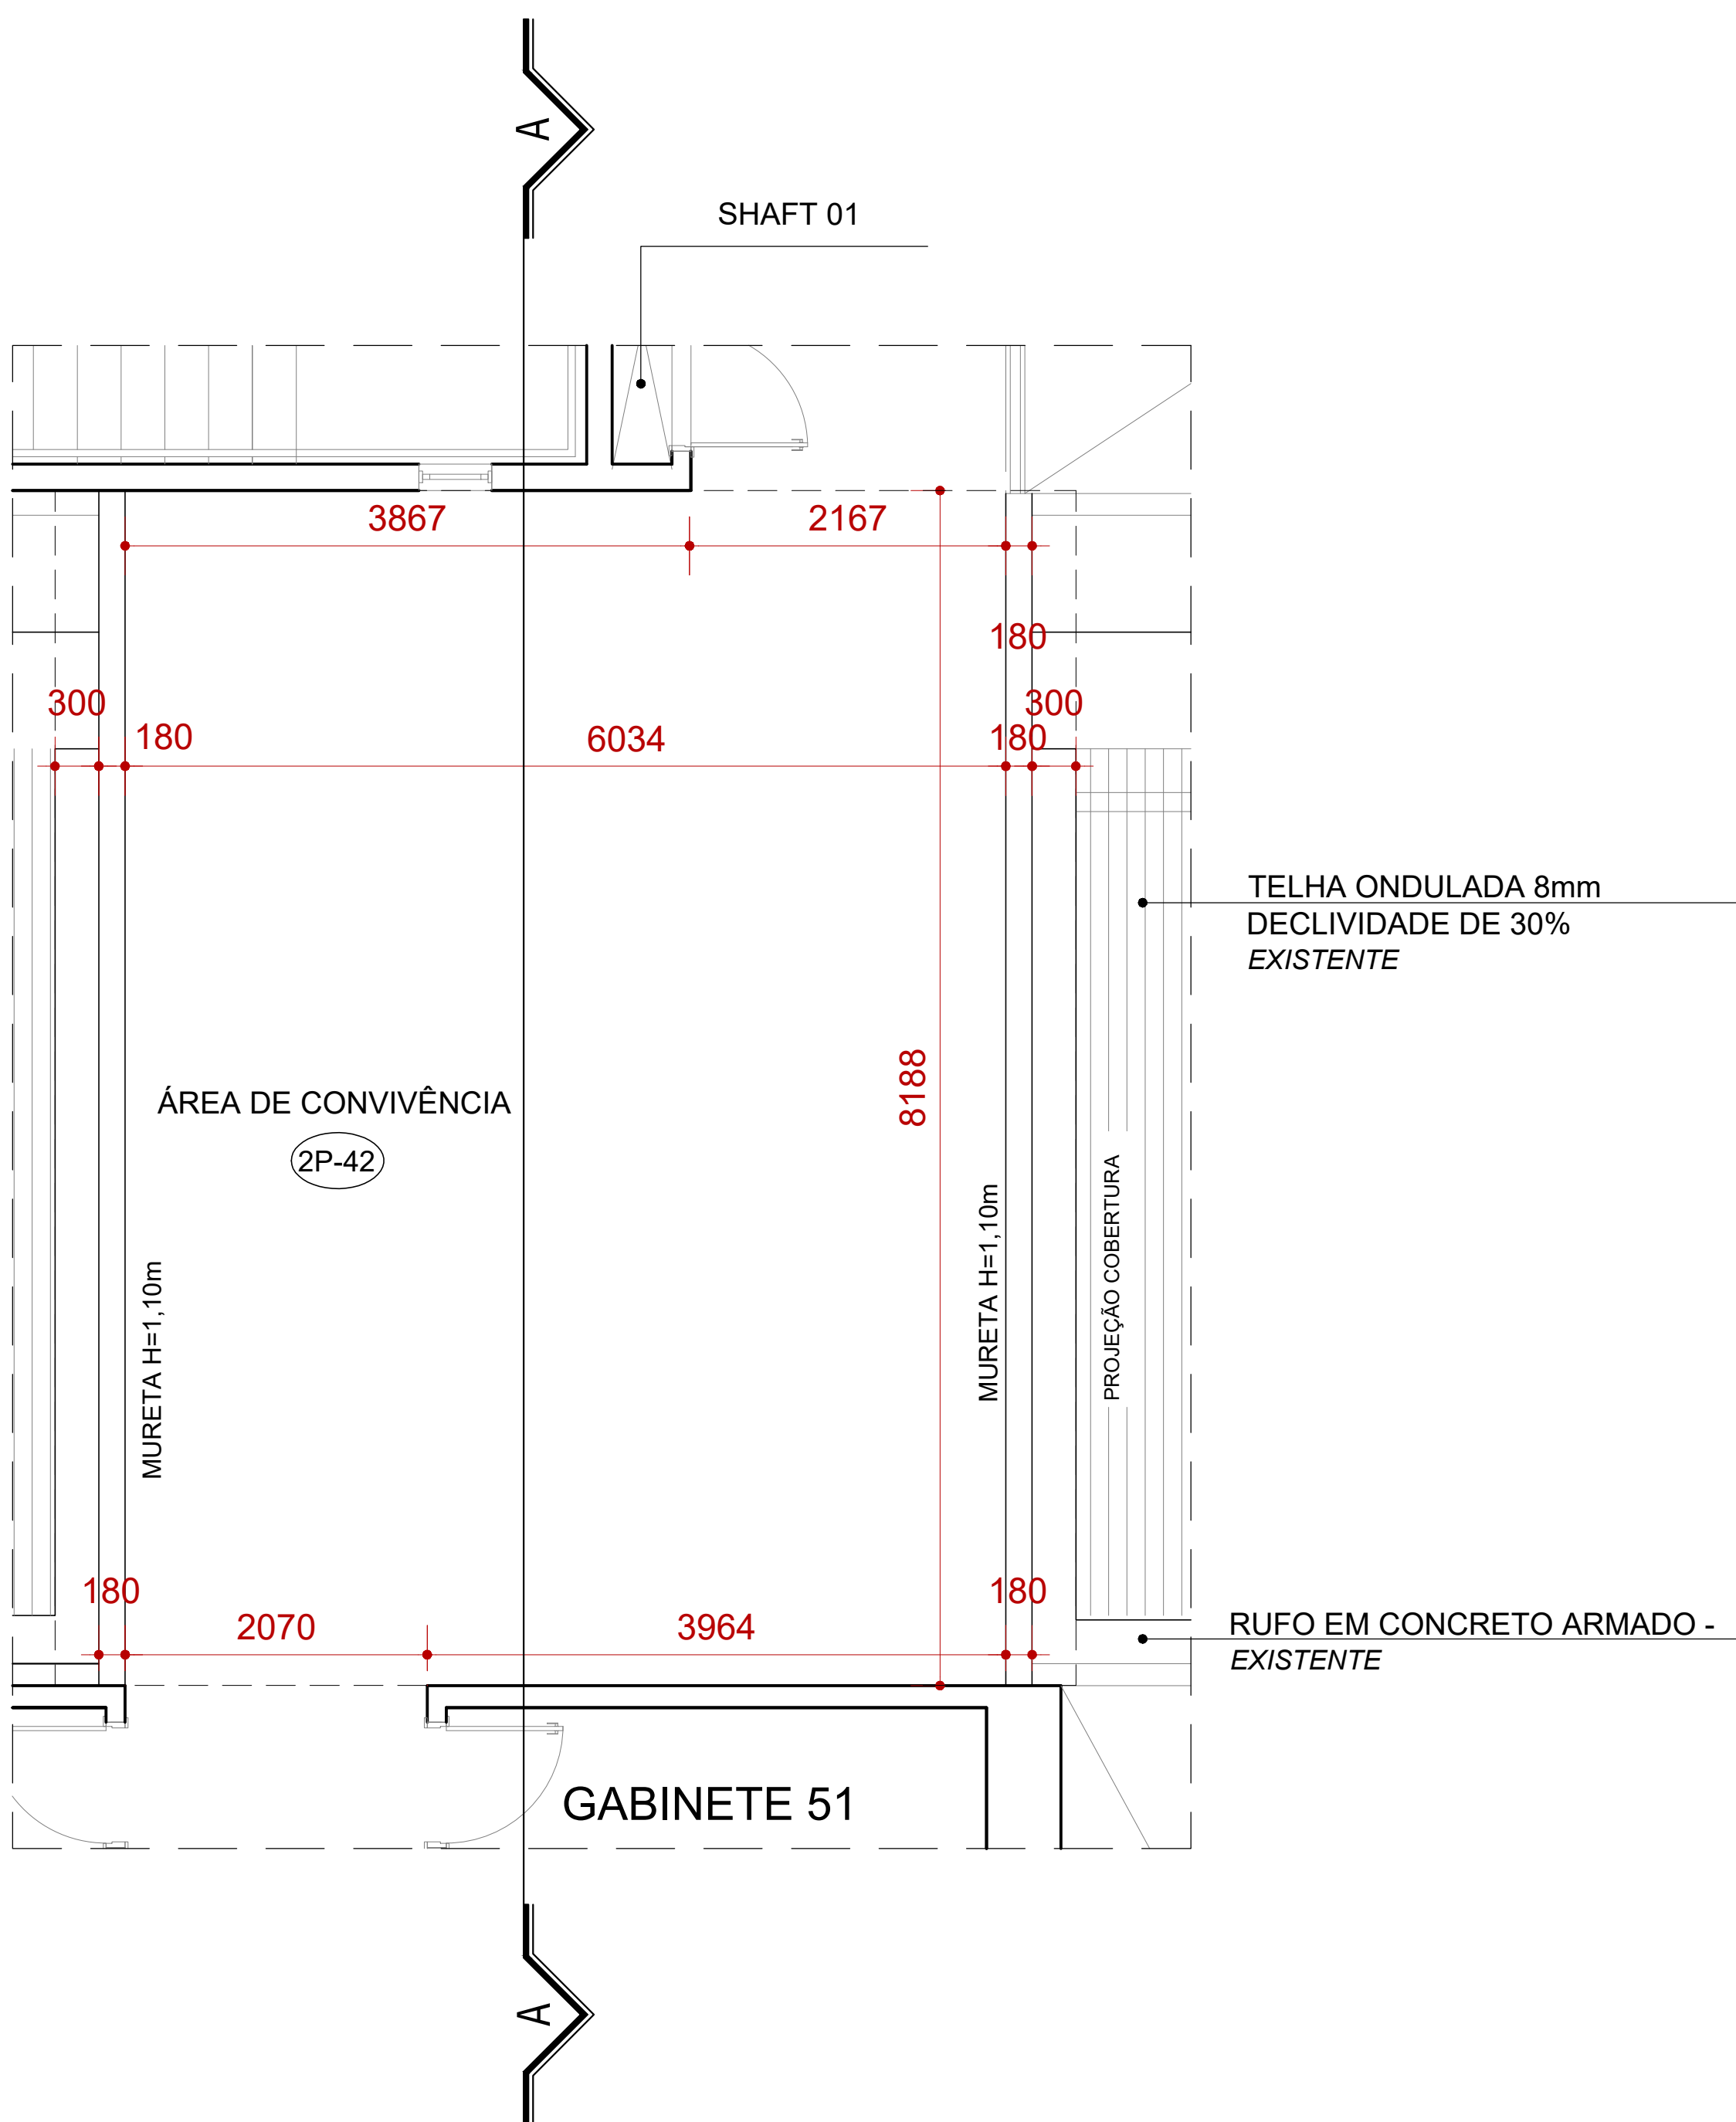 A
SHAFT 01
3867
2167
180
300
300
180
6034
180
TELHA ONDULADA 8mm
DECLIVIDADE DE 30%
EXISTENTE
8188
ÁREA DE CONVIVÊNCIA
2P-42
MURETA H=1,10m
MURETA H=1,10m
PROJEÇÃO COBERTURA
180
180
2070
3964
RUFO EM CONCRETO ARMADO -
EXISTENTE
GABINETE 51
A